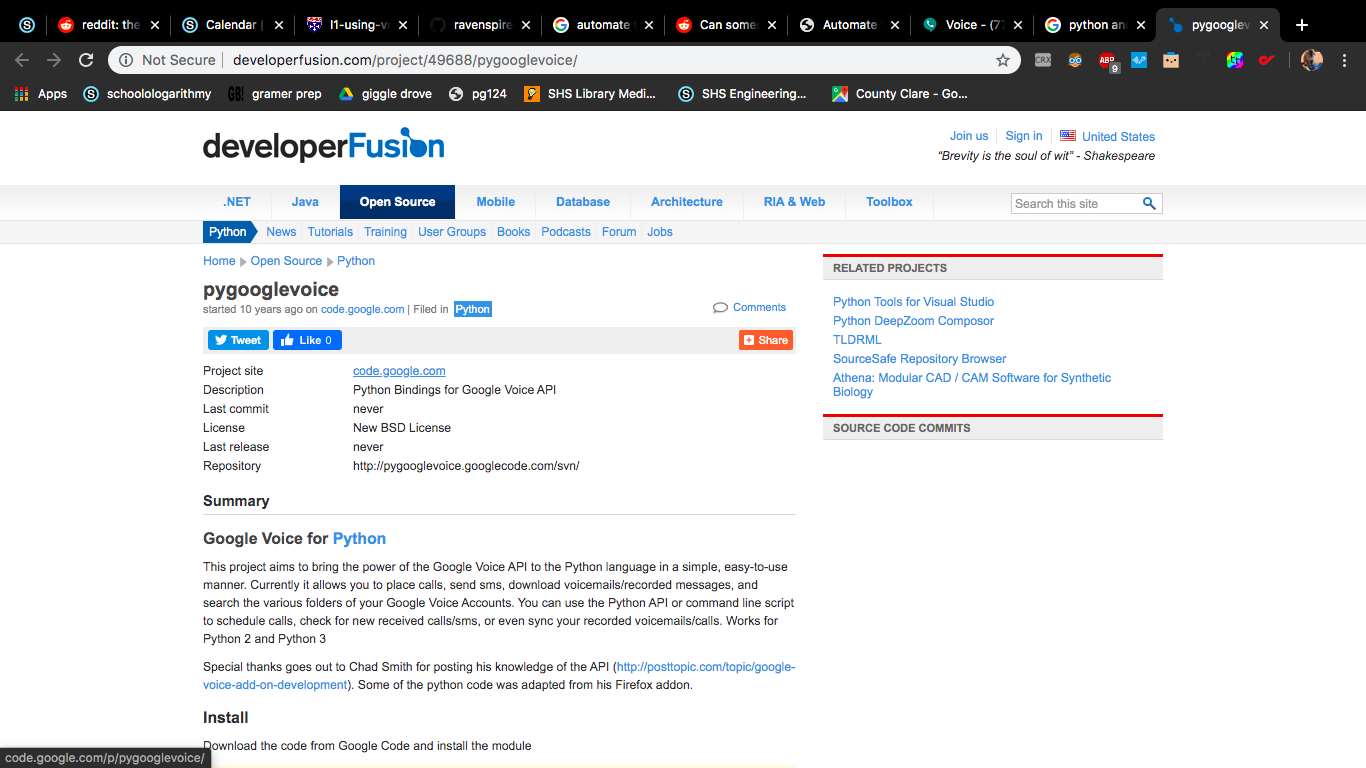 reddit: the
Calendar |
l1-using-vs
ravenspire
automate t
Can some
Automate
Voice - (7
python an
pygooglev
Not Secure | developerfusion.com/project/49688/pygooglevoice/
CRX
ABP
9
Apps
schoolologarithmy
GB!
gramer prep
giggle drove
pg124
SHS Library Medi...
SHS Engineering...
County Clare - Go...
developerFusion
Join us
Sign in
United States
“Brevity is the soul of wit” - Shakespeare
.NET
Java
Open Source
Mobile
Database
Architecture
RIA & Web
Toolbox
Search this site
Python
News
Tutorials
Training
User Groups
Books
Podcasts
Forum
Jobs
Home
Open Source
Python
pygooglevoice
started 10 years ago on code.google.com | Filed in Python
Comments
Tweet
Like 0
Share
Project site code.google.com
Description Python Bindings for Google Voice API
Last commit never
License New BSD License
Last release never
Repository http://pygooglevoice.googlecode.com/svn/
Summary
Google Voice for Python
This project aims to bring the power of the Google Voice API to the Python language in a simple, easy-to-use
manner. Currently it allows you to place calls, send sms, download voicemails/recorded messages, and
search the various folders of your Google Voice Accounts. You can use the Python API or command line script
to schedule calls, check for new received calls/sms, or even sync your recorded voicemails/calls. Works for
Python 2 and Python 3
Special thanks goes out to Chad Smith for posting his knowledge of the API (http://posttopic.com/topic/google-
voice-add-on-development). Some of the python code was adapted from his Firefox addon.
Install
Download the code from Google Code and install the module
RELATED PROJECTS
Python Tools for Visual Studio
Python DeepZoom Composor
TLDRML
SourceSafe Repository Browser
Athena: Modular CAD / CAM Software for Synthetic
Biology
SOURCE CODE COMMITS
code.google.com/p/pygooglevoice/